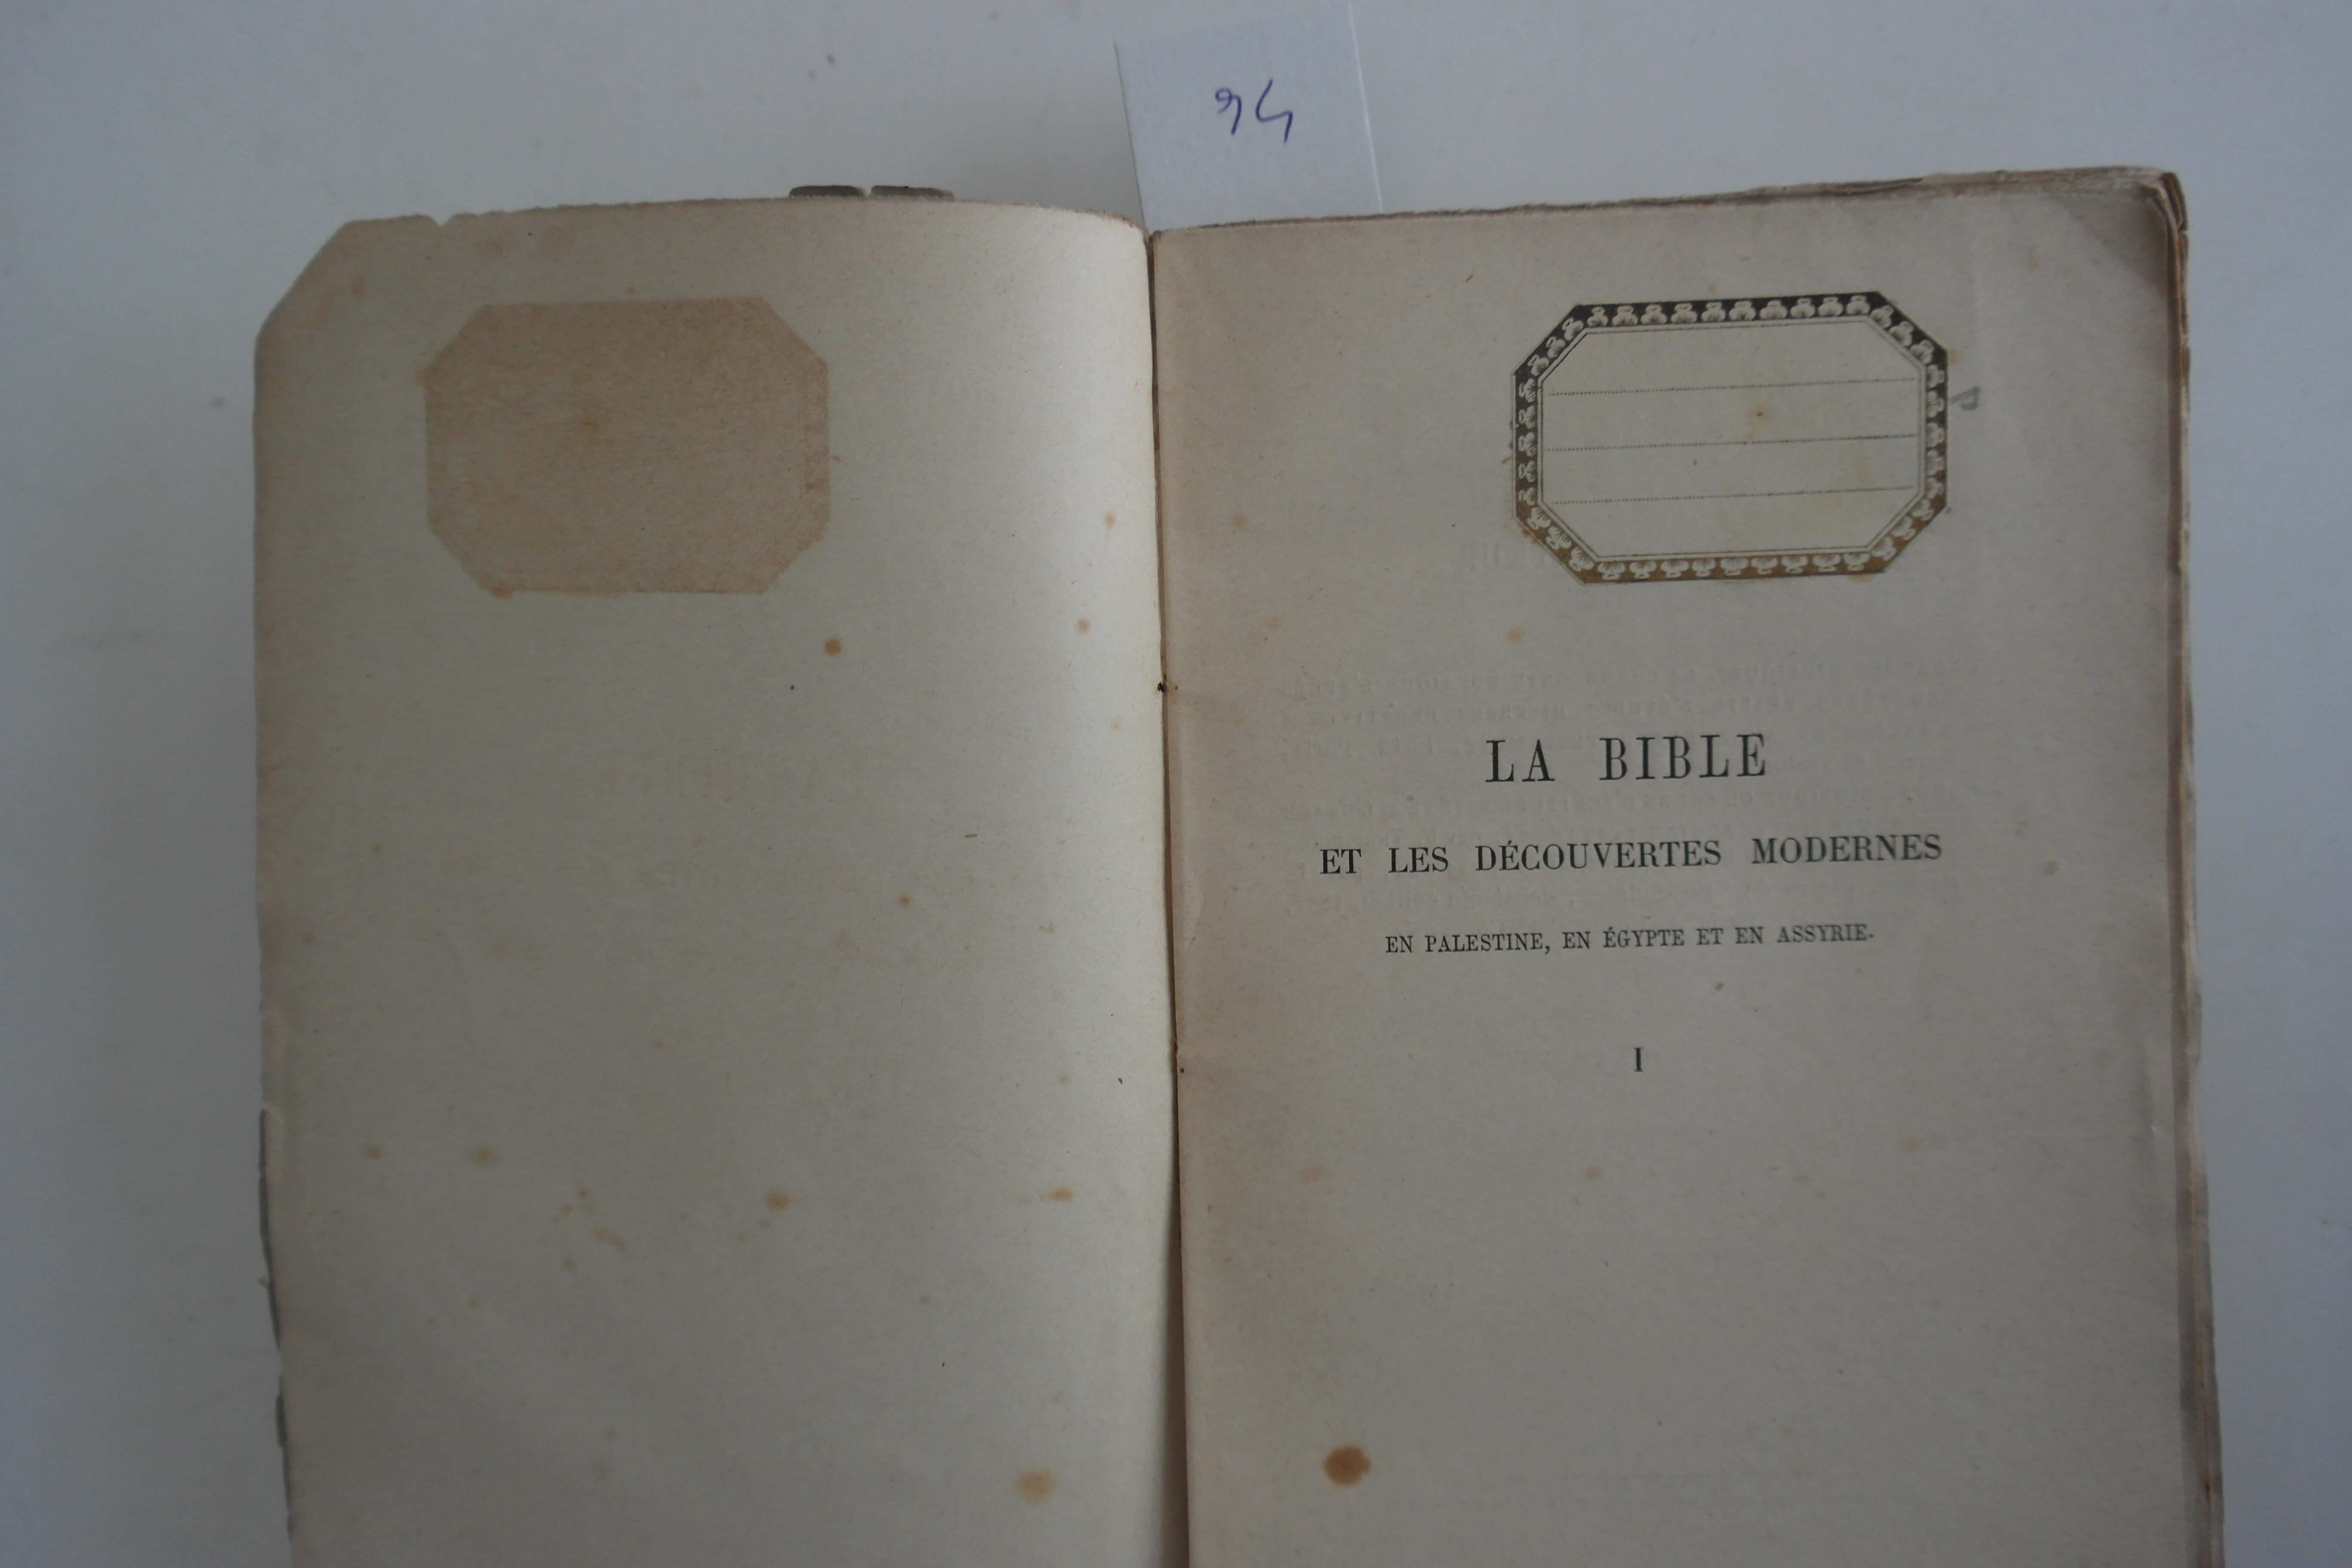 94
LA BIBLE
ET LES DÉCOUVERTES MODERNES
EN PALESTINE, EN ÉGYPTE ET EN ASSYRIE.
I